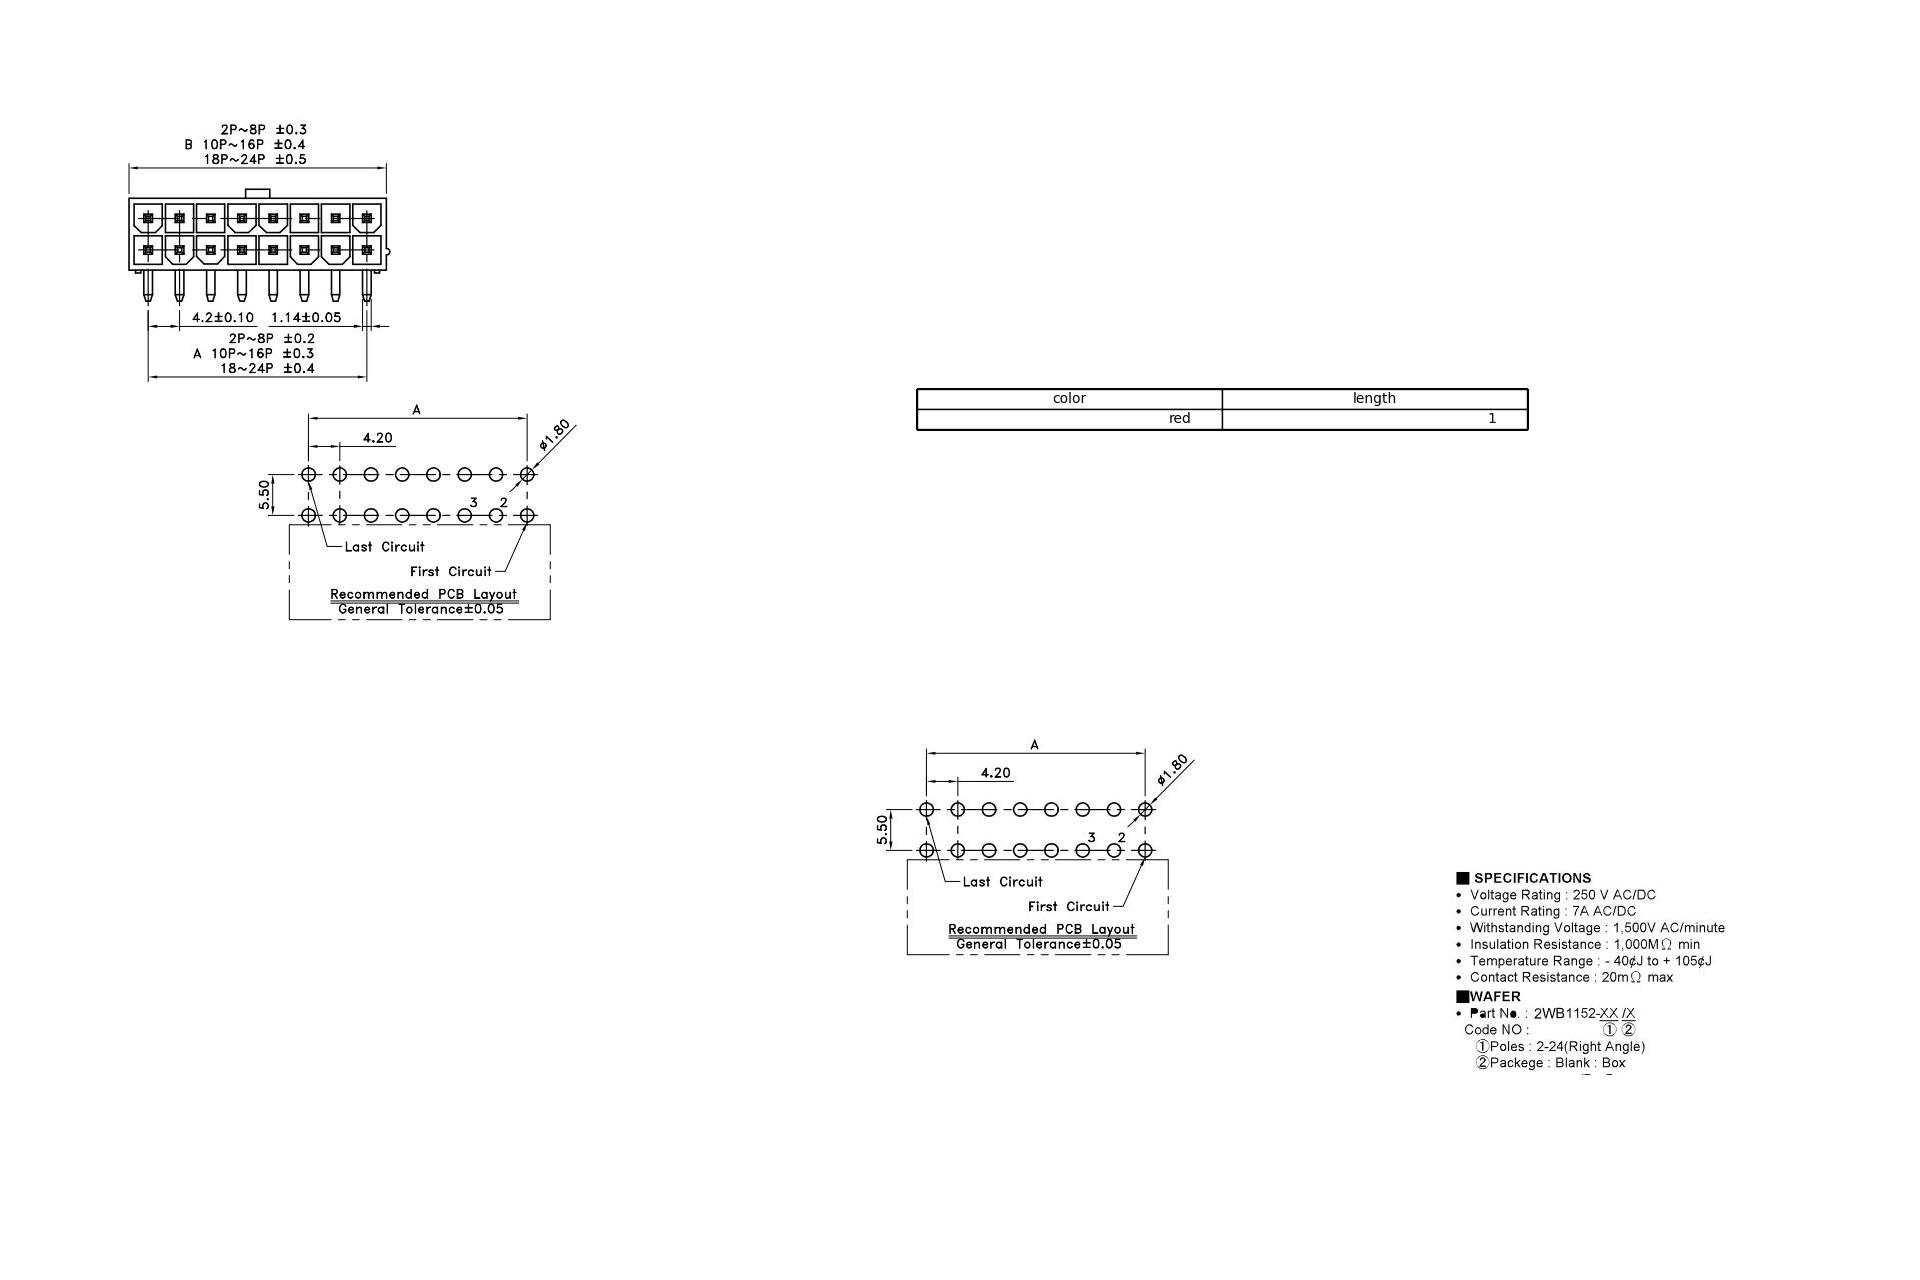 2P~8P ±0.3
B 10P~16P ±0.4
18P~24P ±0.5
4.2±0.10 1.14±0.05
2P~8P ±0.2
A 10P~16P ±0.3
18~24P ±0.4
A
4.20
ø1.80
5.50
3 2
Last Circuit
First Circuit
Recommended PCB Layout
General Tolerance±0.05
color length
red 1
A
4.20
ø1.80
5.50
3 2
Last Circuit
First Circuit
Recommended PCB Layout
General Tolerance±0.05
■ SPECIFICATIONS
• Voltage Rating : 250 V AC/DC
• Current Rating : 7A AC/DC
• Withstanding Voltage : 1,500V AC/minute
• Insulation Resistance : 1,000MΩ min
• Temperature Range : - 40¢J to + 105¢J
• Contact Resistance : 20mΩ max
■WAFER
• Part No. : 2WB1152-XX /X
Code NO : ① ②
①Poles : 2-24(Right Angle)
②Packege : Blank : Box